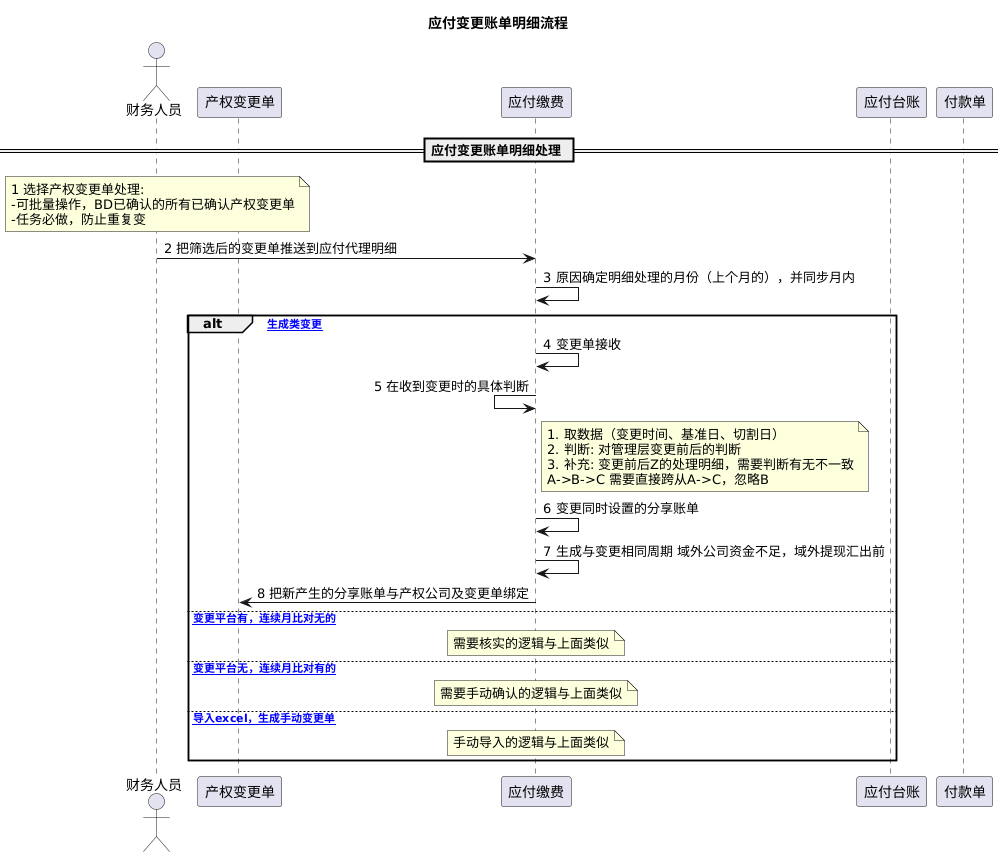 应付变更账单明细流程
财务人员
产权变更单
应付缴费
应付台账
付款单
应付变更账单明细处理
1 选择产权变更单处理:
-可批量操作，BD已确认的所有已确认产权变更单
-任务必做，防止重复变
2 把筛选后的变更单推送到应付代理明细
3 原因确定明细处理的月份（上个月的），并同步月内
alt 生成类变更
4 变更单接收
5 在收到变更时的具体判断
1. 取数据（变更时间、基准日、切割日）
2. 判断: 对管理层变更前后的判断
3. 补充: 变更前后Z的处理明细，需要判断有无不一致
A->B->C 需要直接跨从A->C，忽略B
6 变更同时设置的分享账单
7 生成与变更相同周期 域外公司资金不足，域外提现汇出前
8 把新产生的分享账单与产权公司及变更单绑定
变更平台有，连续月比对无的
需要核实的逻辑与上面类似
变更平台无，连续月比对有的
需要手动确认的逻辑与上面类似
导入excel，生成手动变更单
手动导入的逻辑与上面类似
财务人员
产权变更单
应付缴费
应付台账
付款单